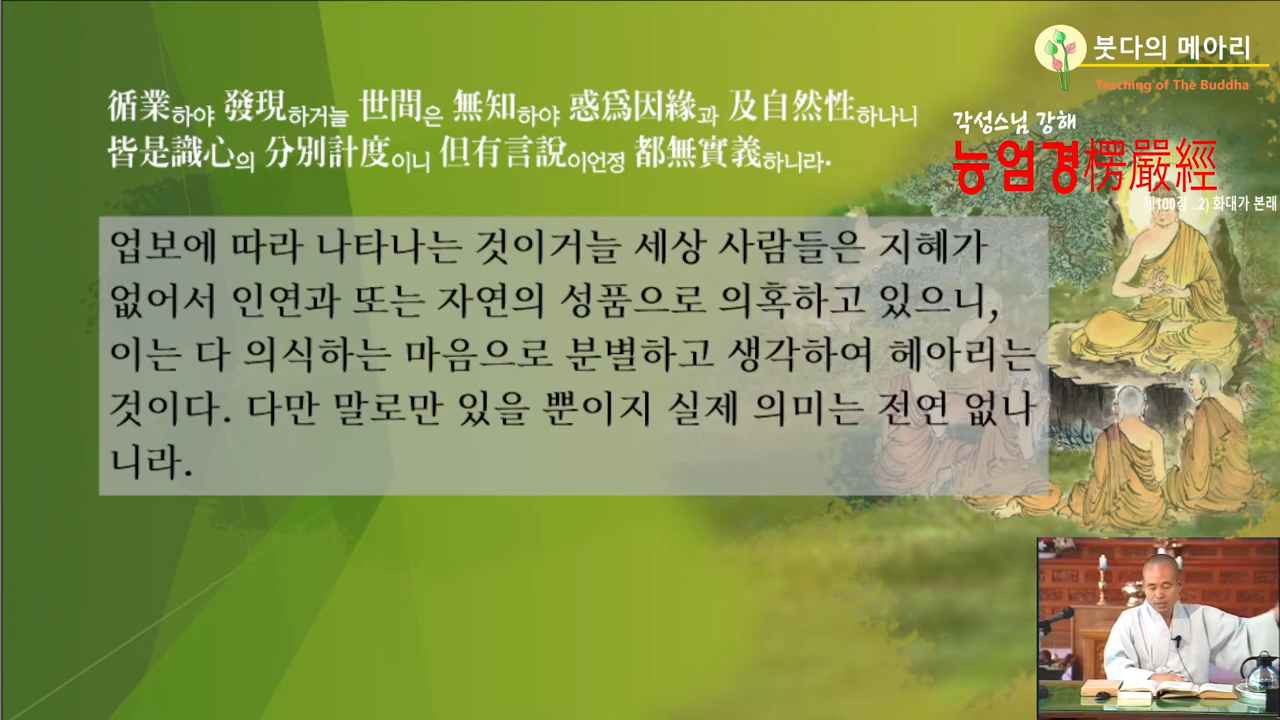 循業하야 發現하거늘 世間은 無知하야 惑爲因緣과 及自然性하나니
皆是識心의 分別計度이니 但有言說이언정 都無實義하니라.
업보에 따라 나타나는 것이거늘 세상 사람들은 지혜가
없어서 인연과 또는 자연의 성품으로 의혹하고 있으니,
이는 다 의식하는 마음으로 분별하고 생각하여 헤아리는
것이다. 다만 말로만 있을 뿐이지 실제 의미는 전연 없나
니라.
붓다의 메아리
Teaching of The Buddha
각성스님 강해
능엄경楞嚴經
제100강 _2) 화대가 본래